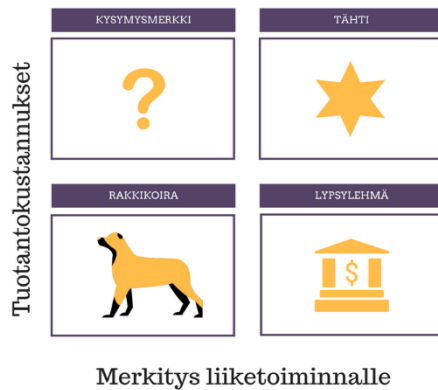 KYSYMYSMERKKI
TÄHTI
?
Tuotantokustannukset
RAKKIKOIRA
LYPSYLEHMÄ
$
Merkitys liiketoiminnalle